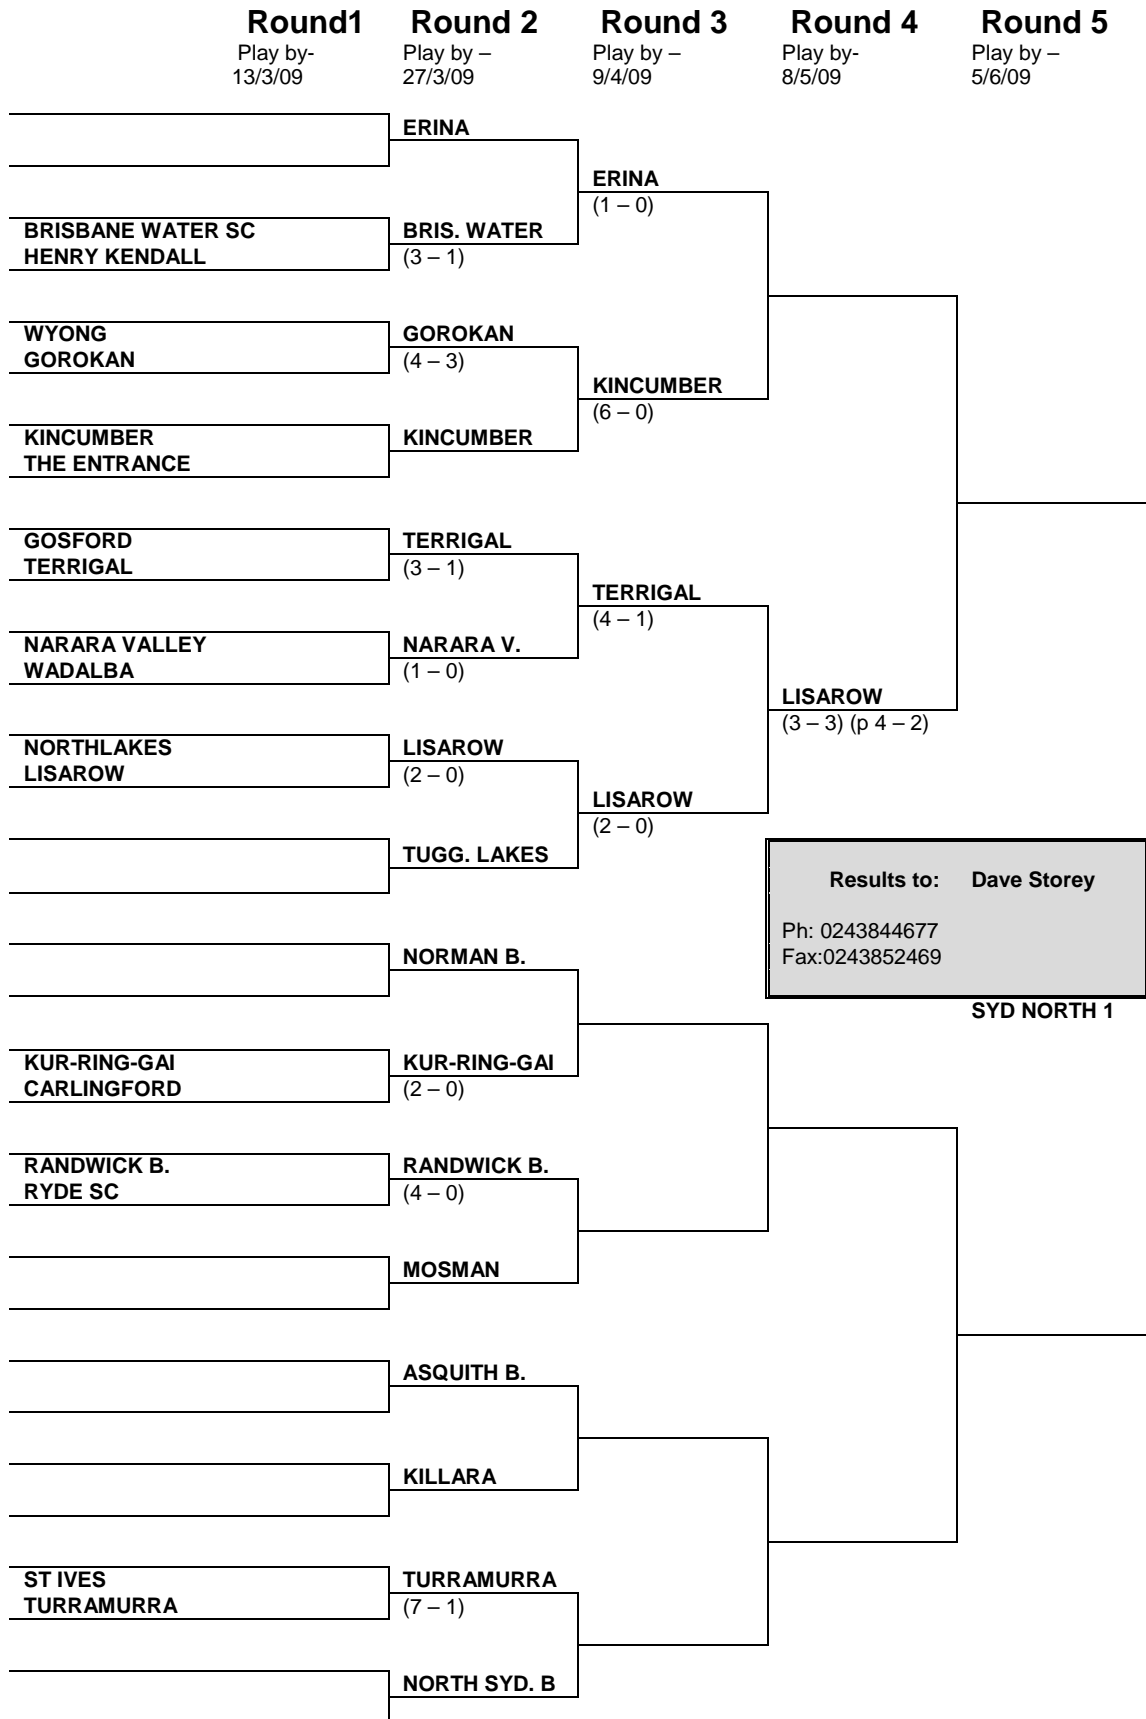 Round1 Round 2 Round 3 Round 4 Round 5
Play by- Play by – Play by – Play by- Play by –
13/3/09 27/3/09 9/4/09 8/5/09 5/6/09
ERINA
ERINA
(1 – 0)
BRISBANE WATER SC BRIS. WATER
HENRY KENDALL (3 – 1)
WYONG GOROKAN
GOROKAN (4 – 3)
KINCUMBER
(6 – 0)
KINCUMBER KINCUMBER
THE ENTRANCE
GOSFORD TERRIGAL
TERRIGAL (3 – 1)
TERRIGAL
(4 – 1)
NARARA VALLEY NARARA V.
WADALBA (1 – 0)
LISAROW
(3 – 3) (p 4 – 2)
NORTHLAKES LISAROW
LISAROW (2 – 0)
LISAROW
(2 – 0)
TUGG. LAKES
Results to: Dave Storey
Ph: 0243844677
Fax:0243852469
NORMAN B.
SYD NORTH 1
KUR-RING-GAI KUR-RING-GAI
CARLINGFORD (2 – 0)
RANDWICK B. RANDWICK B.
RYDE SC (4 – 0)
MOSMAN
ASQUITH B.
KILLARA
ST IVES TURRAMURRA
TURRAMURRA (7 – 1)
NORTH SYD. B